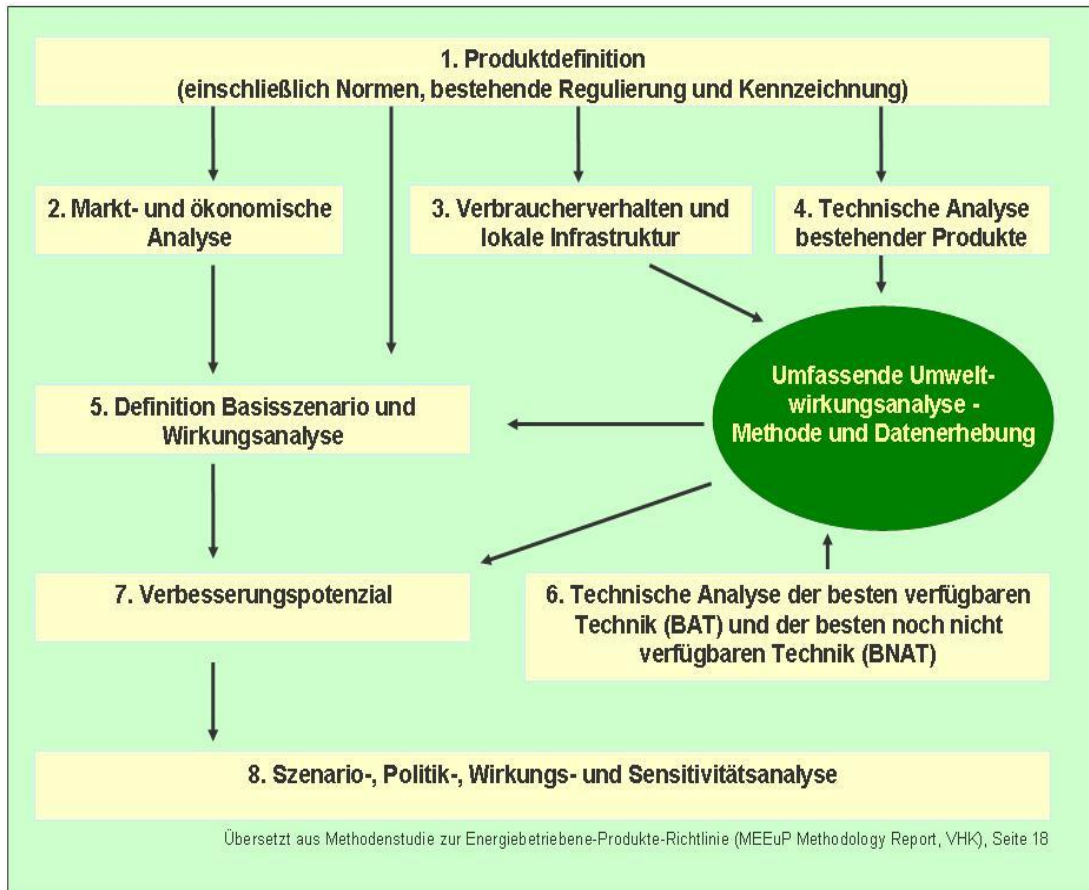 1. Produktdefinition
(einschließlich Normen, bestehende Regulierung und Kennzeichnung)
2. Markt- und ökonomische
Analyse
3. Verbraucherverhalten und
lokale Infrastruktur
4. Technische Analyse
bestehender Produkte
Umfassende Umwelt-
wirkungsanalyse -
Methode und Datenerhebung
5. Definition Basisszenario und
Wirkungsanalyse
7. Verbesserungspotenzial
6. Technische Analyse der besten verfügbaren
Technik (BAT) und der besten noch nicht
verfügbaren Technik (BNAT)
8. Szenario-, Politik-, Wirkungs- und Sensitivitätsanalyse
Übersetzt aus Methodenstudie zur Energiebetriebene-Produkte-Richtlinie (MEEuP Methodology Report, VHK), Seite 18